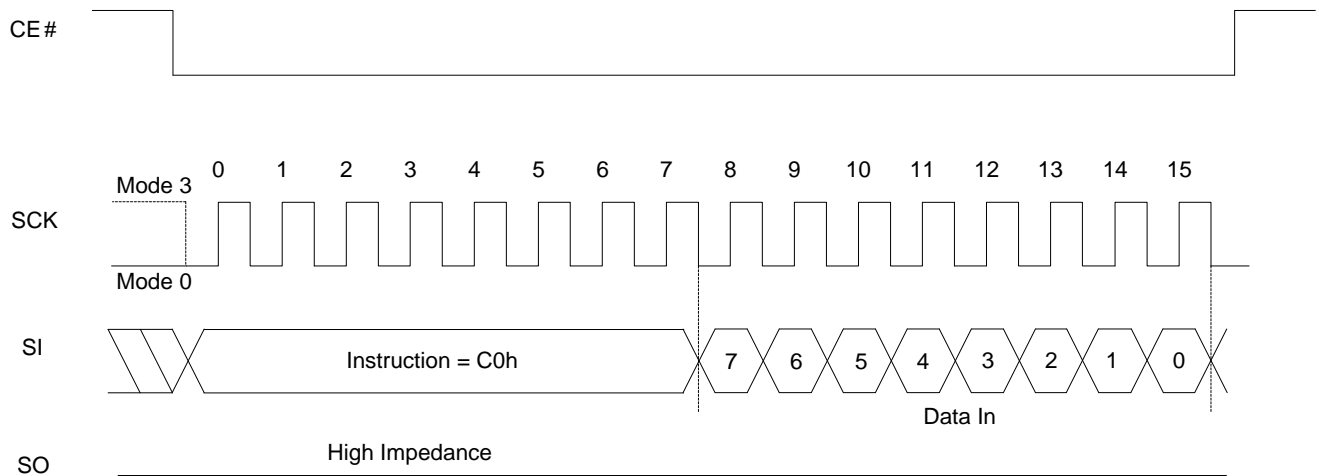 CE#
0 1 2 3 4 5 6 7 8 9 10 11 12 13 14 15
Mode 3
SCK
Mode 0
SI
Instruction = C0h
7 6 5 4 3 2 1 0
Data In
High Impedance
SO